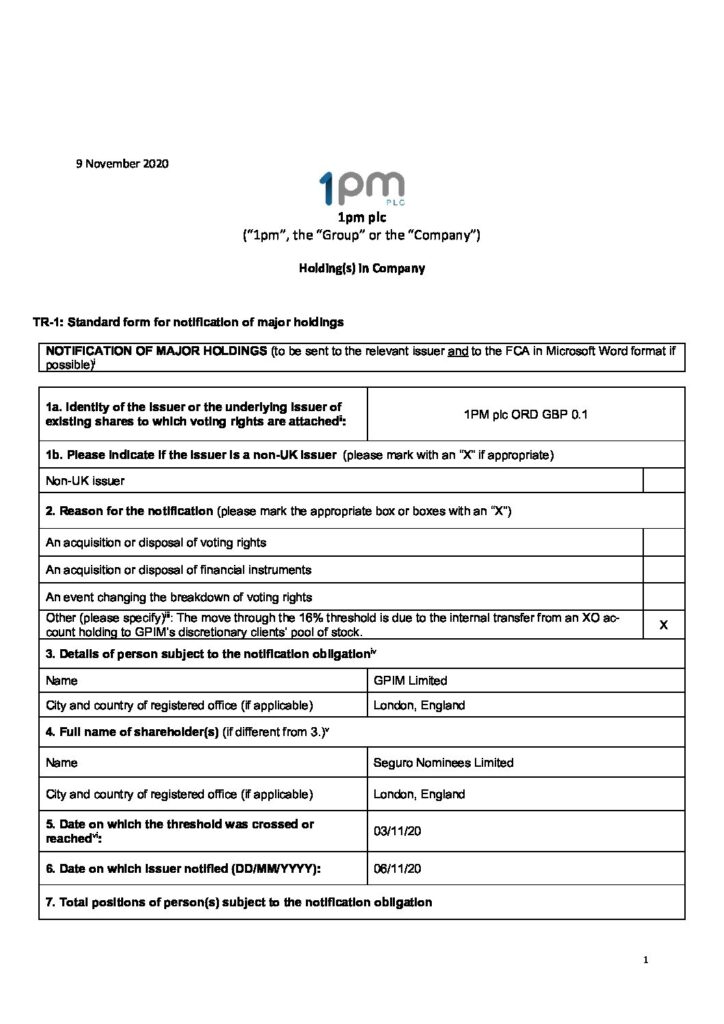 9 November 2020
1pm
PLC
1pm plc
(“1pm”, the “Group” or the “Company”)
Holding(s) in Company
TR-1: Standard form for notification of major holdings
NOTIFICATION OF MAJOR HOLDINGS (to be sent to the relevant issuer and to the FCA in Microsoft Word format if
possible)i
1a. Identity of the issuer or the underlying issuer of
existing shares to which voting rights are attachedii:
1PM plc ORD GBP 0.1
1b. Please indicate if the issuer is a non-UK issuer (please mark with an “X” if appropriate)
Non-UK issuer
2. Reason for the notification (please mark the appropriate box or boxes with an “X”)
An acquisition or disposal of voting rights
An acquisition or disposal of financial instruments
An event changing the breakdown of voting rights
Other (please specify)iii: The move through the 16% threshold is due to the internal transfer from an XO ac-
count holding to GPIM’s discretionary clients’ pool of stock.
X
3. Details of person subject to the notification obligationiv
Name
GPIM Limited
City and country of registered office (if applicable)
London, England
4. Full name of shareholder(s) (if different from 3.)v
Name
Seguro Nominees Limited
City and country of registered office (if applicable)
London, England
5. Date on which the threshold was crossed or
reachedvi:
03/11/20
6. Date on which issuer notified (DD/MM/YYYY):
06/11/20
7. Total positions of person(s) subject to the notification obligation
1